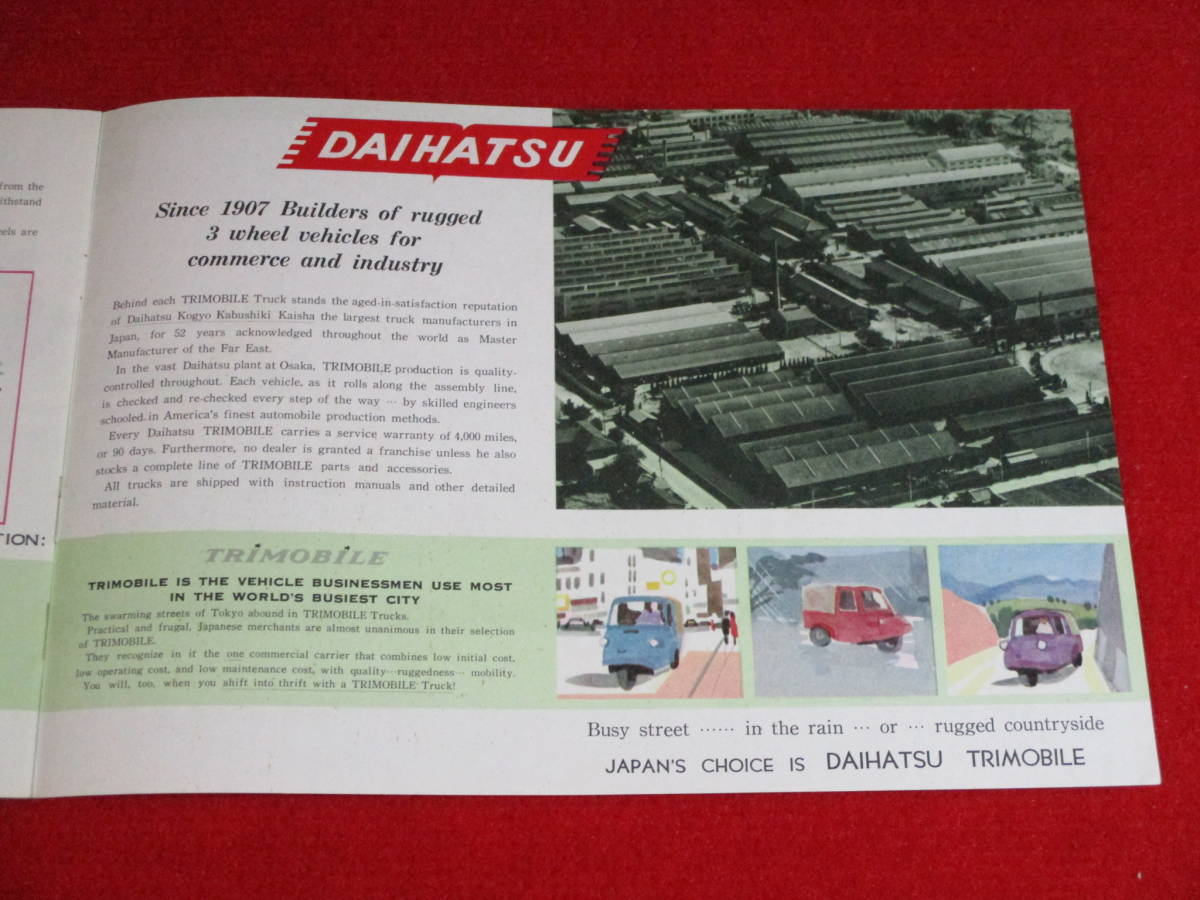 from the
withstand
eels are
TION:
DAIHATSU
Since 1907 Builders of rugged
3 wheel vehicles for
commerce and industry
Behind each TRIMOBILE Truck stands the aged-in-satisfaction reputation
of Daihatsu Kogyo Kabushiki Kaisha the largest truck manufacturers in
Japan, for 52 years acknowledged throughout the world as Master
Manufacturer of the Far East.
In the vast Daihatsu plant at Osaka, TRIMOBILE production is quality-
controlled throughout. Each vehicle, as it rolls along the assembly line,
is checked and re-checked every step of the way ··· by skilled engineers
schooled in America's finest automobile production methods.
Every Daihatsu TRIMOBILE carries a service warranty of 4,000 miles,
or 90 days. Furthermore, no dealer is granted a franchise unless he also
stocks a complete line of TRIMOBILE parts and accessories.
All trucks are shipped with instruction manuals and other detailed
material.
TRIMOBILE
TRIMOBILE IS THE VEHICLE BUSINESSMEN USE MOST
IN THE WORLD'S BUSIEST CITY
The swarming streets of Tokyo abound in TRIMOBILE Trucks.
Practical and frugal, Japanese merchants are almost unanimous in their selection
of TRIMOBILE.
They recognize in it the one commercial carrier that combines low initial cost,
low operating cost, and low maintenance cost, with quality···ruggedness··· mobility.
You will, too, when you shift into thrift with a TRIMOBILE Truck!
Busy street ······ in the rain ··· or ··· rugged countryside
JAPAN'S CHOICE IS DAIHATSU TRIMOBILE